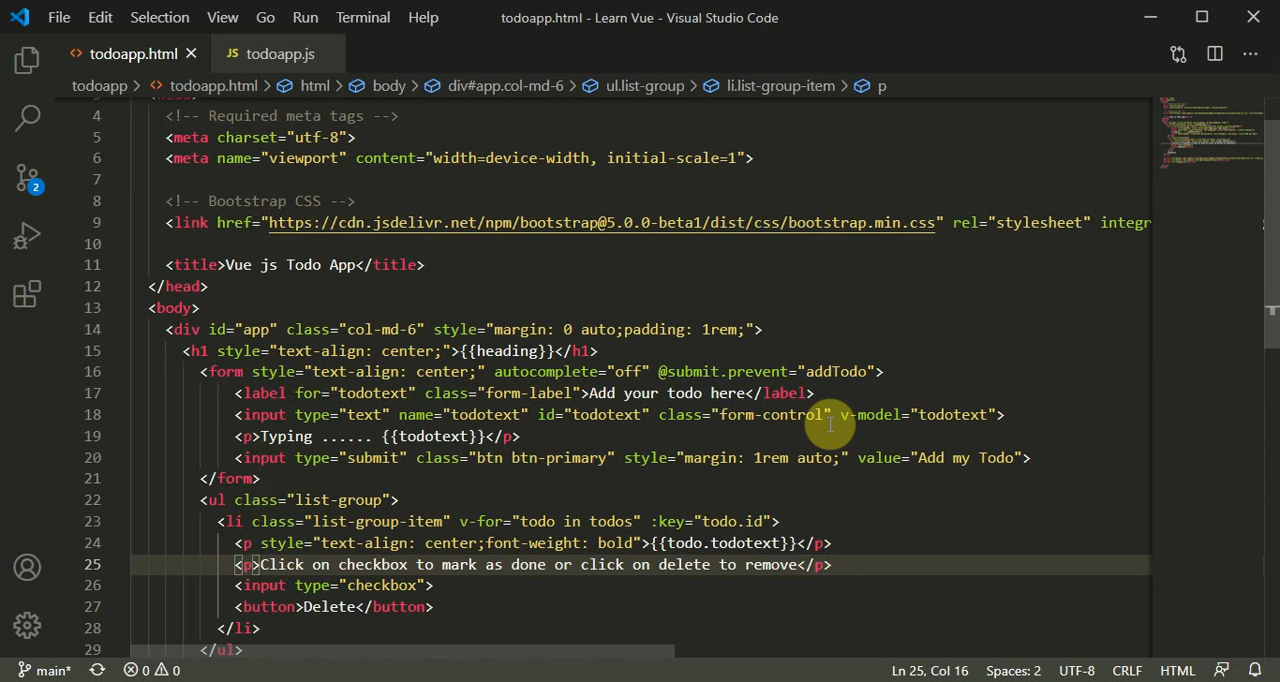 File Edit Selection View Go Run Terminal Help todoapp.html - Learn Vue - Visual Studio Code
todoapp.html JS todoapp.js
todoapp > todoapp.html > html > body > div#app.col-md-6 > ul.list-group > li.list-group-item > p
4 <!-- Required meta tags -->
5 <meta charset="utf-8">
6 <meta name="viewport" content="width=device-width, initial-scale=1">
7
8 <!-- Bootstrap CSS -->
9 <link href="https://cdn.jsdelivr.net/npm/bootstrap@5.0.0-beta1/dist/css/bootstrap.min.css" rel="stylesheet" integr
10
11 <title>Vue js Todo App</title>
12 </head>
13 <body>
14 <div id="app" class="col-md-6" style="margin: 0 auto;padding: 1rem;">
15 <h1 style="text-align: center;">{{heading}}</h1>
16 <form style="text-align: center;" autocomplete="off" @submit.prevent="addTodo">
17 <label for="todotext" class="form-label">Add your todo here</label>
18 <input type="text" name="todotext" id="todotext" class="form-control" v-model="todotext">
19 <p>Typing ...... {{todotext}}</p>
20 <input type="submit" class="btn btn-primary" style="margin: 1rem auto;" value="Add my Todo">
21 </form>
22 <ul class="list-group">
23 <li class="list-group-item" v-for="todo in todos" :key="todo.id">
24 <p style="text-align: center;font-weight: bold">{{todo.todotext}}</p>
25 <p>Click on checkbox to mark as done or click on delete to remove</p>
26 <input type="checkbox">
27 <button>Delete</button>
28 </li>
29 </ul>
2
main* 0 0 Ln 25, Col 16 Spaces: 2 UTF-8 CRLF HTML